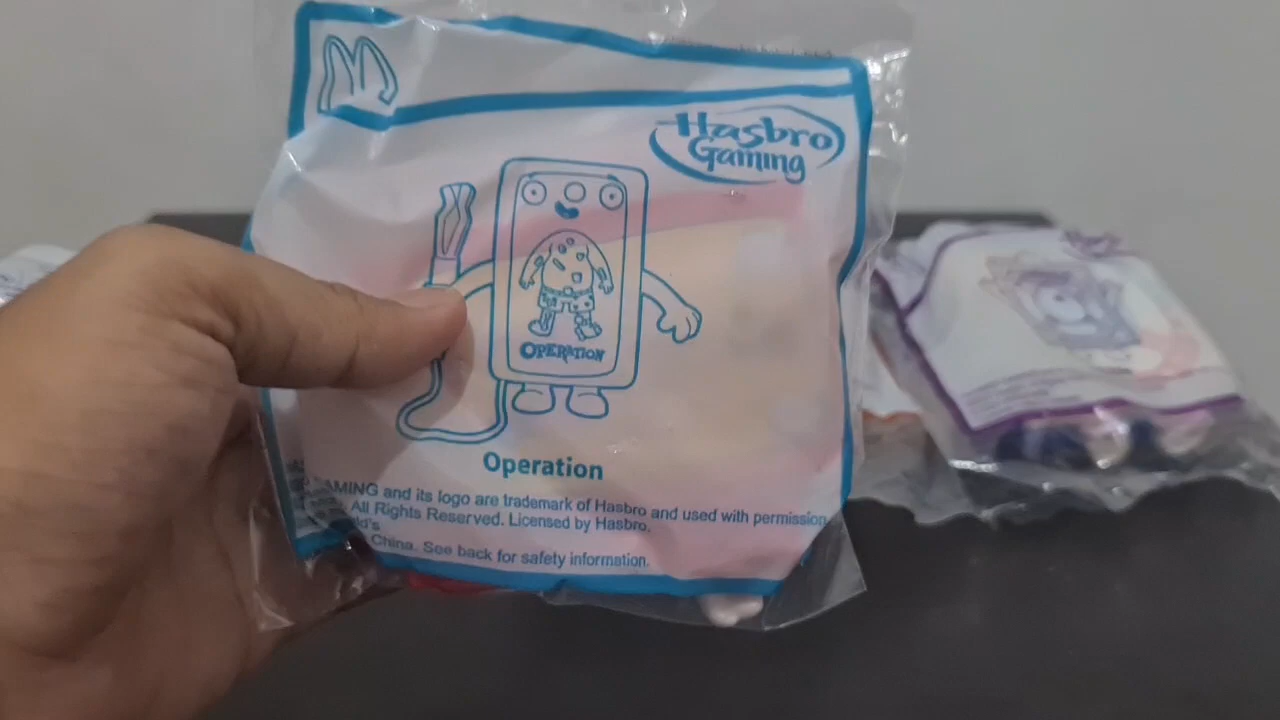 Hasbro
Gaming
OPERATION
Operation
AMING and its logo are trademark of Hasbro and used with permission
All Rights Reserved. Licensed by Hasbro.
ld's
China. See back for safety information.